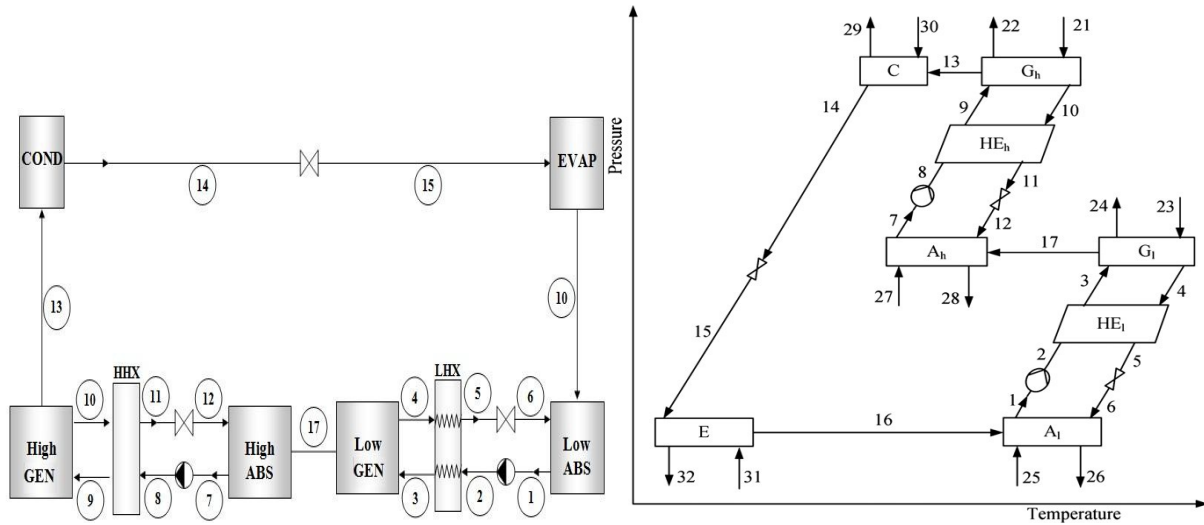 COND
14
15
EVAP
13
10
HHX
LHX
10
11
12
4
5
6
High
GEN
High
ABS
17
Low
GEN
Low
ABS
9
8
7
3
2
1
Pressure
29
30
22
21
C
13
Gh
14
9
10
HEh
8
11
7
12
24
23
Ah
17
Gl
27
28
3
4
HEl
15
2
5
1
6
E
16
Al
32
31
25
26
Temperature